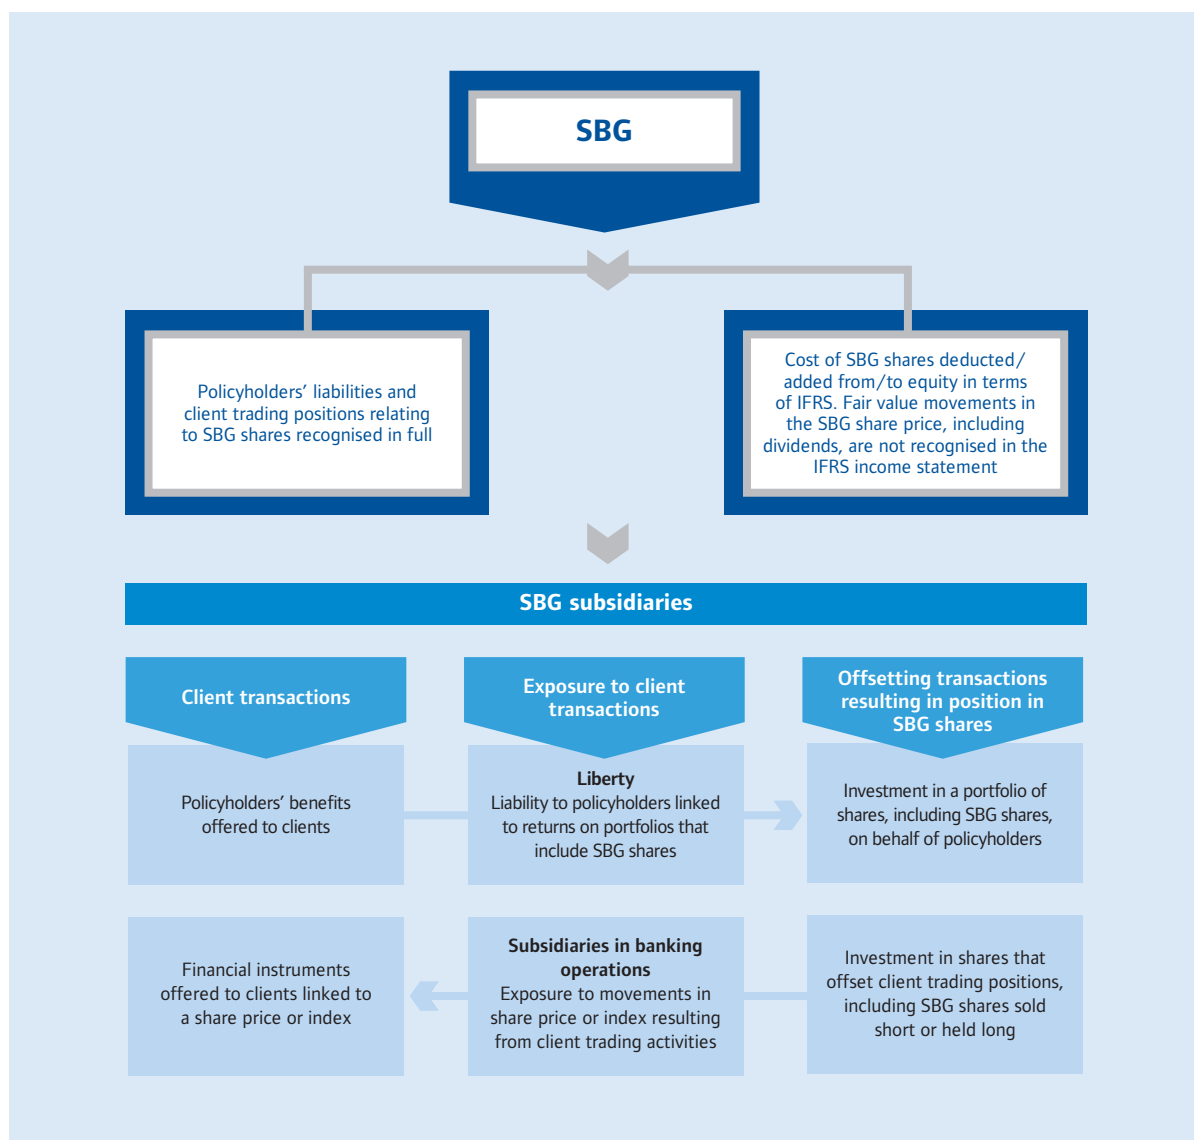 SBG
Policyholders’ liabilities and
client trading positions relating
to SBG shares recognised in full
Cost of SBG shares deducted/
added from/to equity in terms
of IFRS. Fair value movements in
the SBG share price, including
dividends, are not recognised in the
IFRS income statement
SBG subsidiaries
Client transactions
Exposure to client
transactions
Offsetting transactions
resulting in position in
SBG shares
Policyholders’ benefits
offered to clients
Liberty
Liability to policyholders linked
to returns on portfolios that
include SBG shares
Investment in a portfolio of
shares, including SBG shares,
on behalf of policyholders
Financial instruments
offered to clients linked to
a share price or index
Subsidiaries in banking
operations
Exposure to movements in
share price or index resulting
from client trading activities
Investment in shares that
offset client trading positions,
including SBG shares sold
short or held long